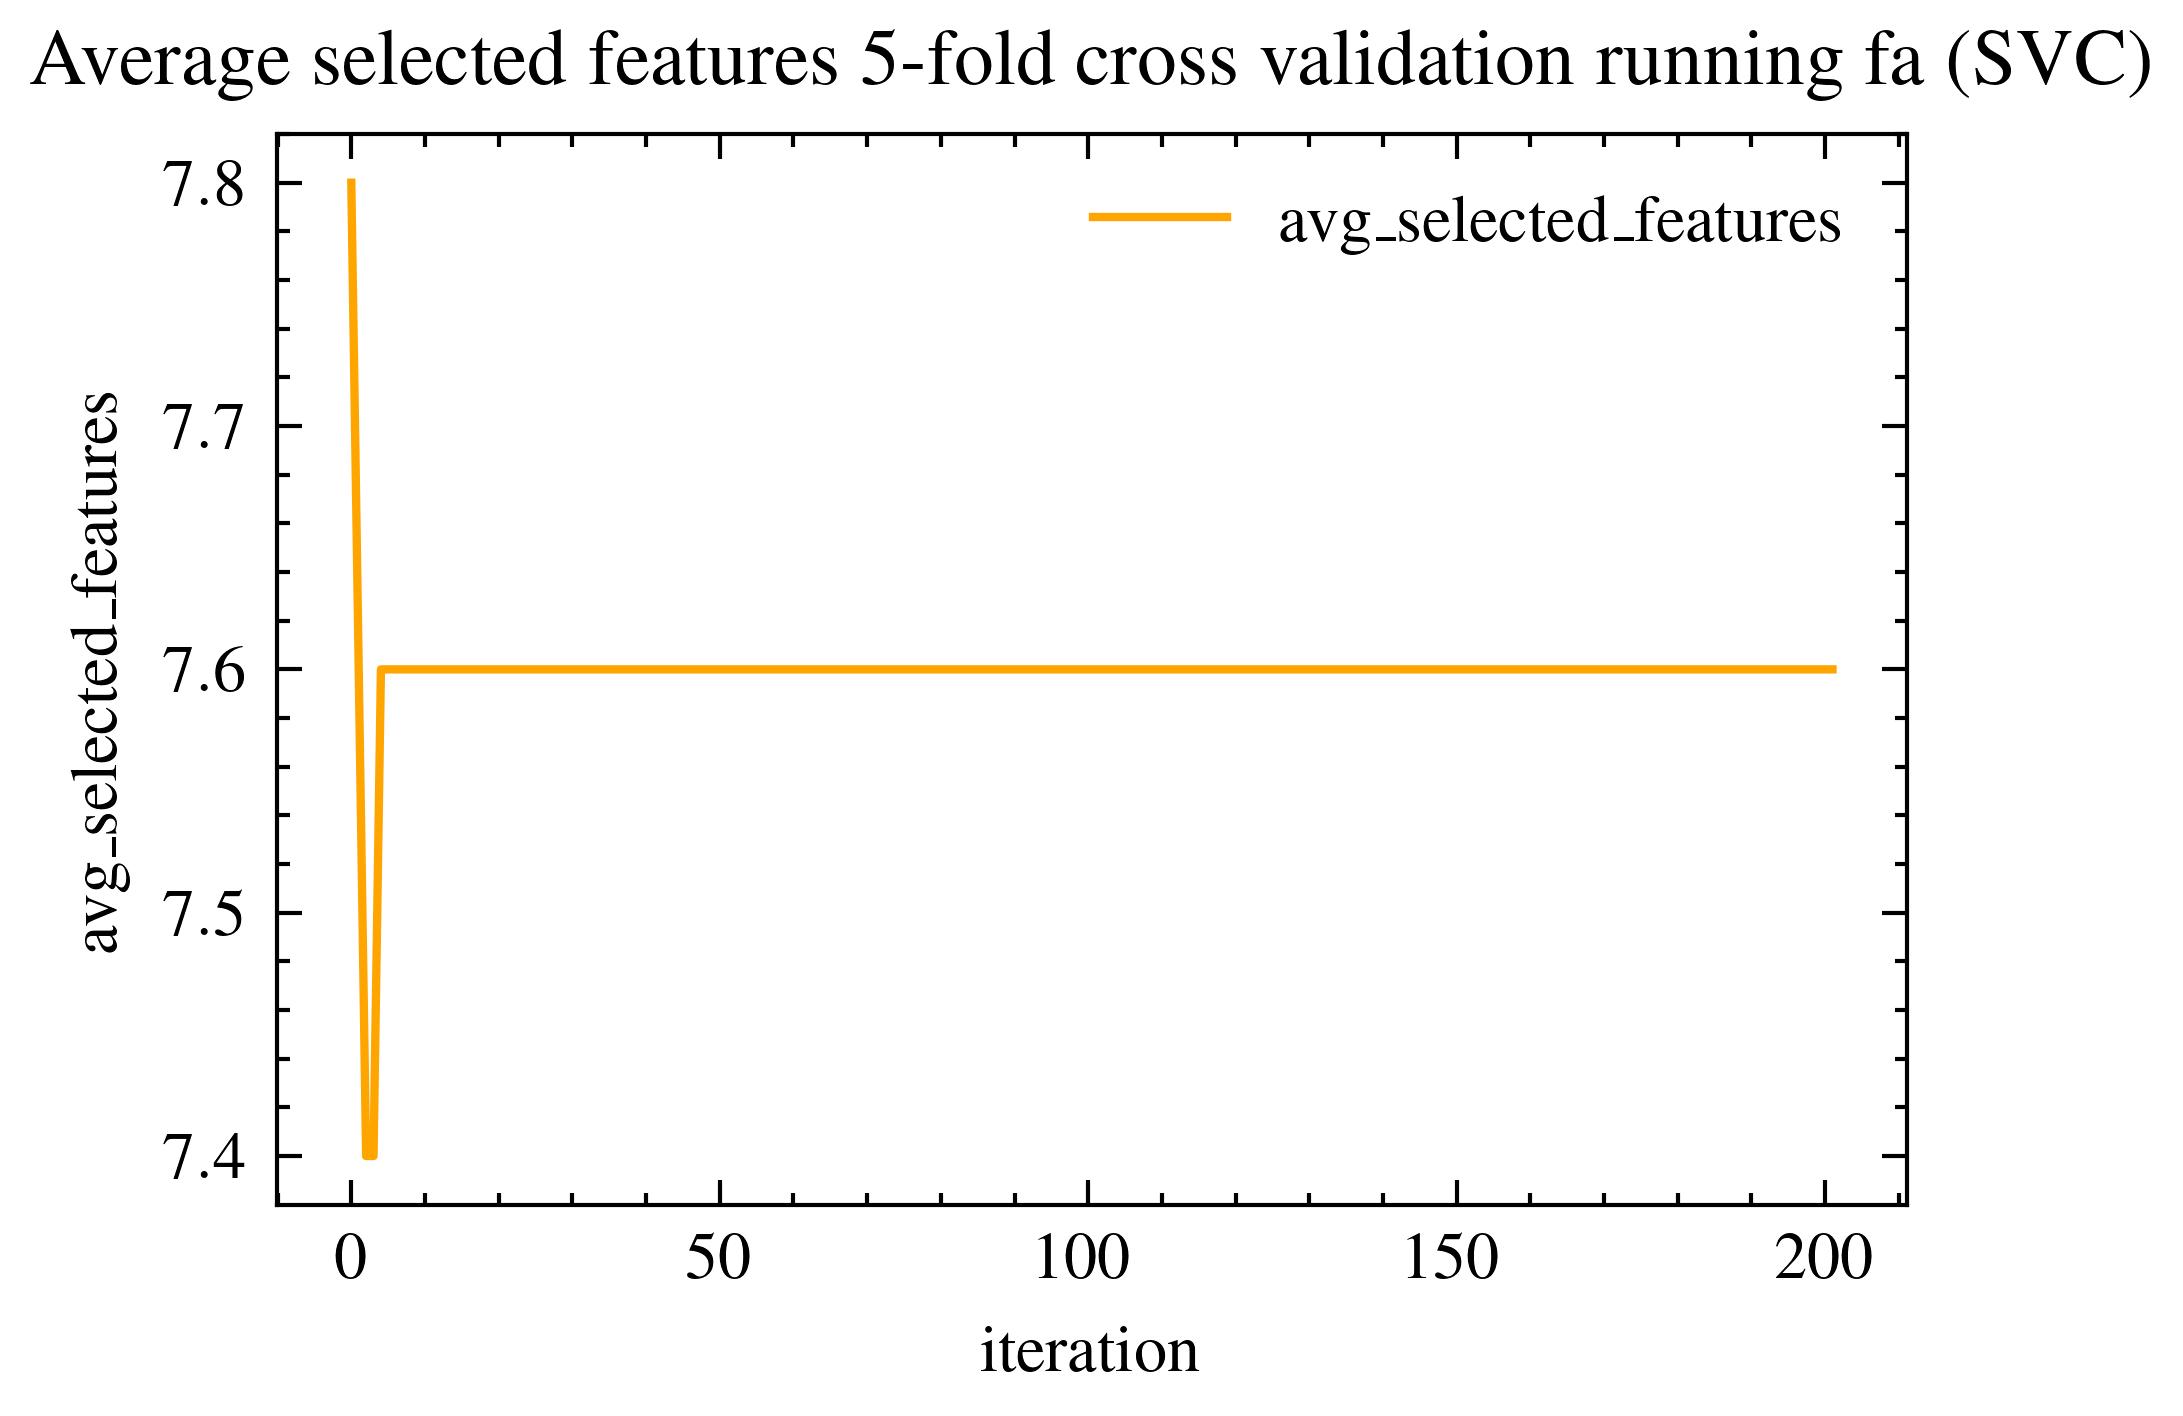 Average selected features 5-fold cross validation running fa (SVC)
avg_selected_features
7.8
7.7
7.6
7.5
7.4
avg_selected_features
0 50 100 150 200
iteration